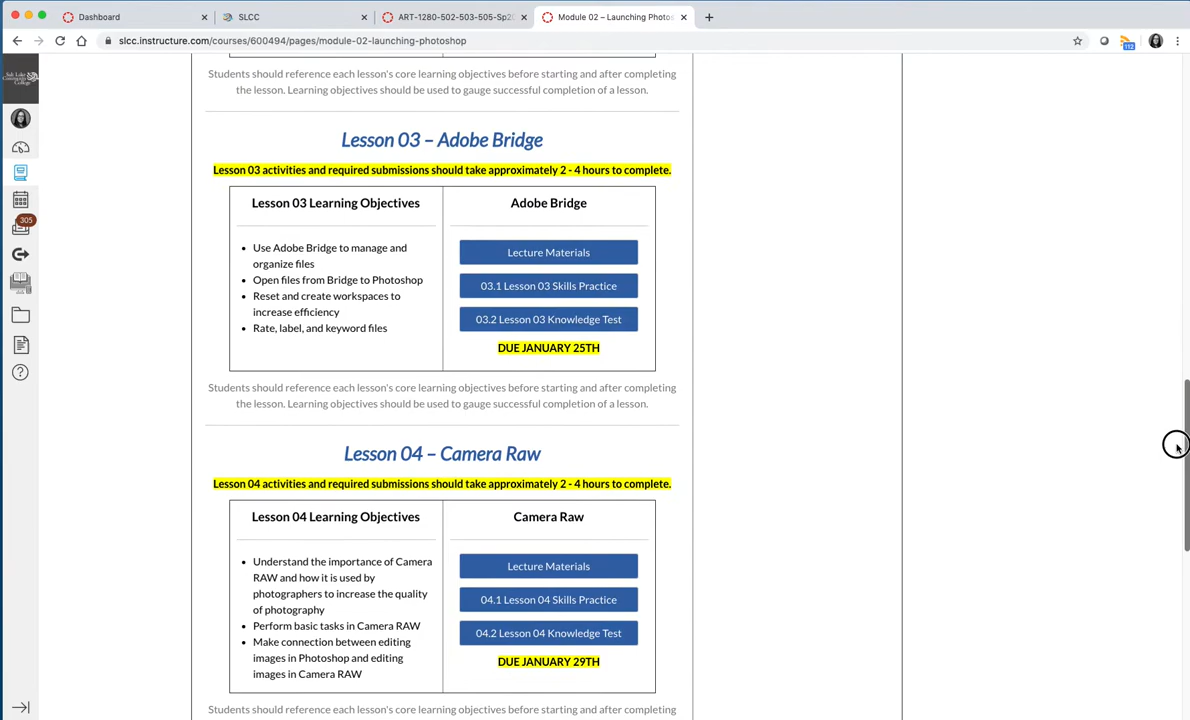 Dashboard
SLCC
ART-1280-502-503-505-Sp2
Module 02 – Launching Photos
slcc.instructure.com/courses/600494/pages/module-02-launching-photoshop
112
Salt Lake
Community
College
305
Students should reference each lesson's core learning objectives before starting and after completing
the lesson. Learning objectives should be used to gauge successful completion of a lesson.
Lesson 03 – Adobe Bridge
Lesson 03 activities and required submissions should take approximately 2 - 4 hours to complete.
Lesson 03 Learning Objectives
• Use Adobe Bridge to manage and
organize files
• Open files from Bridge to Photoshop
• Reset and create workspaces to
increase efficiency
• Rate, label, and keyword files
Adobe Bridge
Lecture Materials
03.1 Lesson 03 Skills Practice
03.2 Lesson 03 Knowledge Test
DUE JANUARY 25TH
Students should reference each lesson's core learning objectives before starting and after completing
the lesson. Learning objectives should be used to gauge successful completion of a lesson.
Lesson 04 – Camera Raw
Lesson 04 activities and required submissions should take approximately 2 - 4 hours to complete.
Lesson 04 Learning Objectives
• Understand the importance of Camera
RAW and how it is used by
photographers to increase the quality
of photography
• Perform basic tasks in Camera RAW
• Make connection between editing
images in Photoshop and editing
images in Camera RAW
Camera Raw
Lecture Materials
04.1 Lesson 04 Skills Practice
04.2 Lesson 04 Knowledge Test
DUE JANUARY 29TH
Students should reference each lesson's core learning objectives before starting and after completing